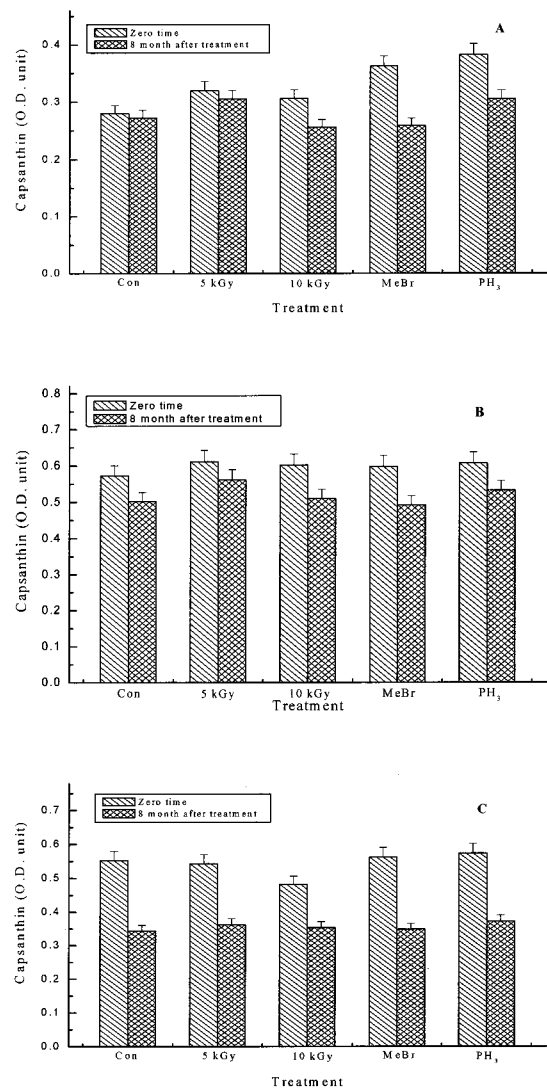 Zero time
8 month after treatment
A
Capsanthin (O.D. unit)
0.4
0.3
0.2
0.1
0.0
Con 5 kGy 10 kGy MeBr PH3
Treatment
Zero time
8 month after treatment
B
Capsanthin (O.D. unit)
0.8
0.7
0.6
0.5
0.4
0.3
0.2
0.1
0.0
Con 5 kGy 10 kGy MeBr PH3
Treatment
Zero time
8 month after treatment
C
Capsanthin (O.D. unit)
0.7
0.6
0.5
0.4
0.3
0.2
0.1
0.0
Con 5 kGy 10 kGy MeBr PH3
Treatment